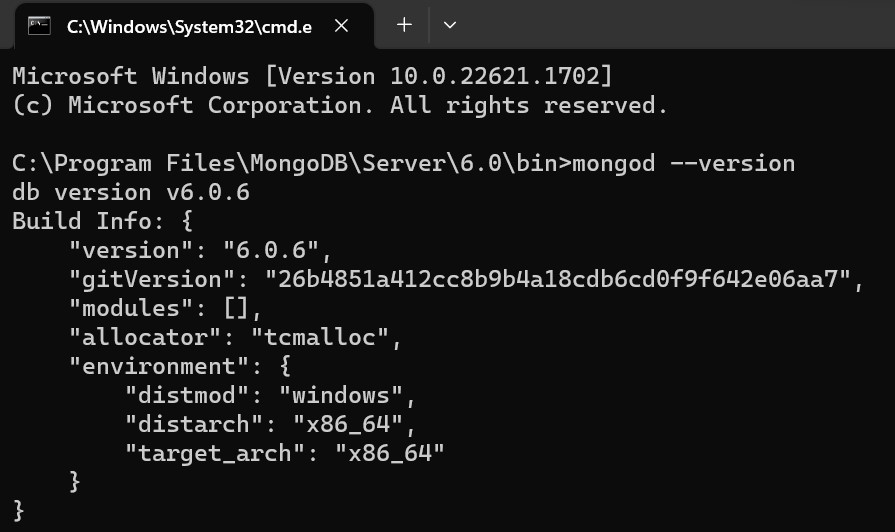 C:\Windows\System32\cmd.e
Microsoft Windows [Version 10.0.22621.1702]
(c) Microsoft Corporation. All rights reserved.
C:\Program Files\MongoDB\Server\6.0\bin>mongod --version
db version v6.0.6
Build Info: {
    "version": "6.0.6",
    "gitVersion": "26b4851a412cc8b9b4a18cdb6cd0f9f642e06aa7",
    "modules": [],
    "allocator": "tcmalloc",
    "environment": {
        "distmod": "windows",
        "distarch": "x86_64",
        "target_arch": "x86_64"
    }
}